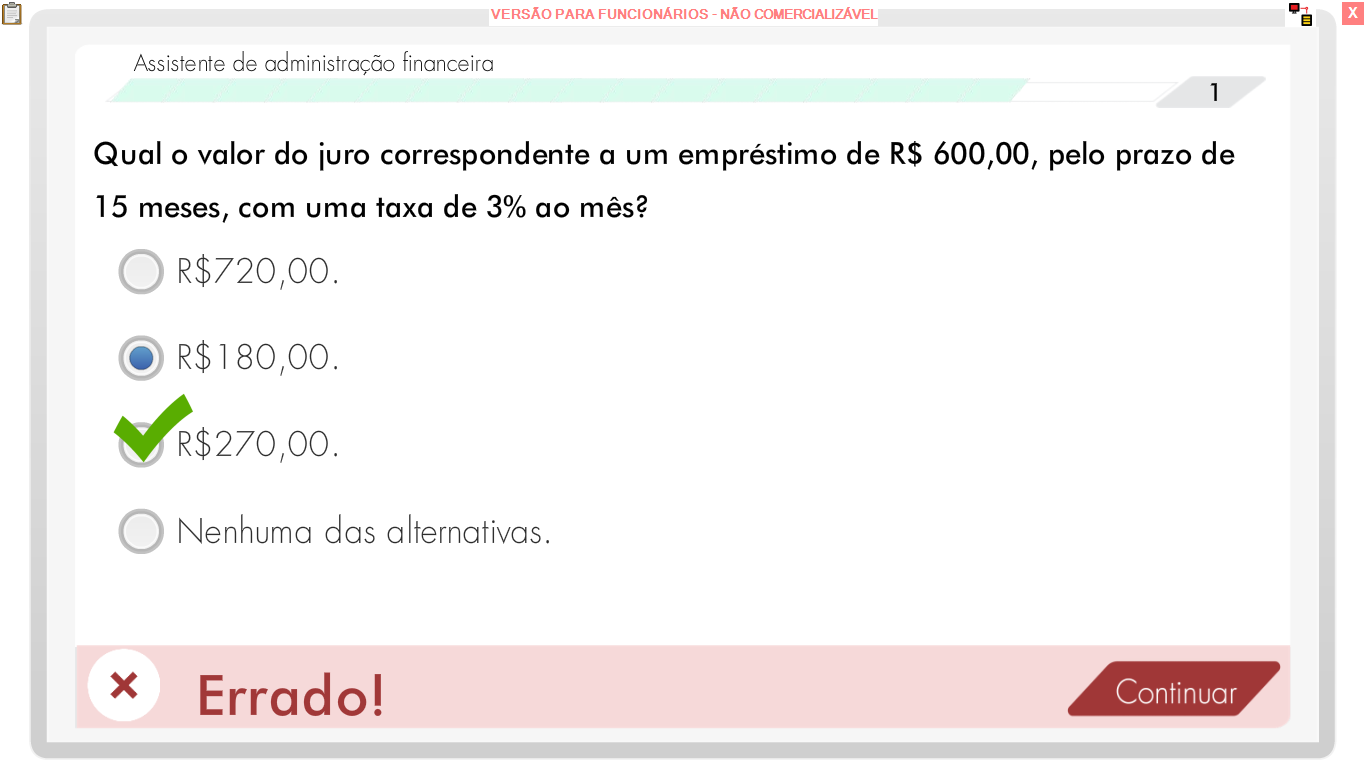 VERSÃO PARA FUNCIONÁRIOS - NÃO COMERCIALIZÁVEL
X
Assistente de administração financeira
1
Qual o valor do juro correspondente a um empréstimo de R$ 600,00, pelo prazo de
15 meses, com uma taxa de 3% ao mês?
R$720,00.
R$180,00.
R$270,00.
Nenhuma das alternativas.
Errado!
Continuar